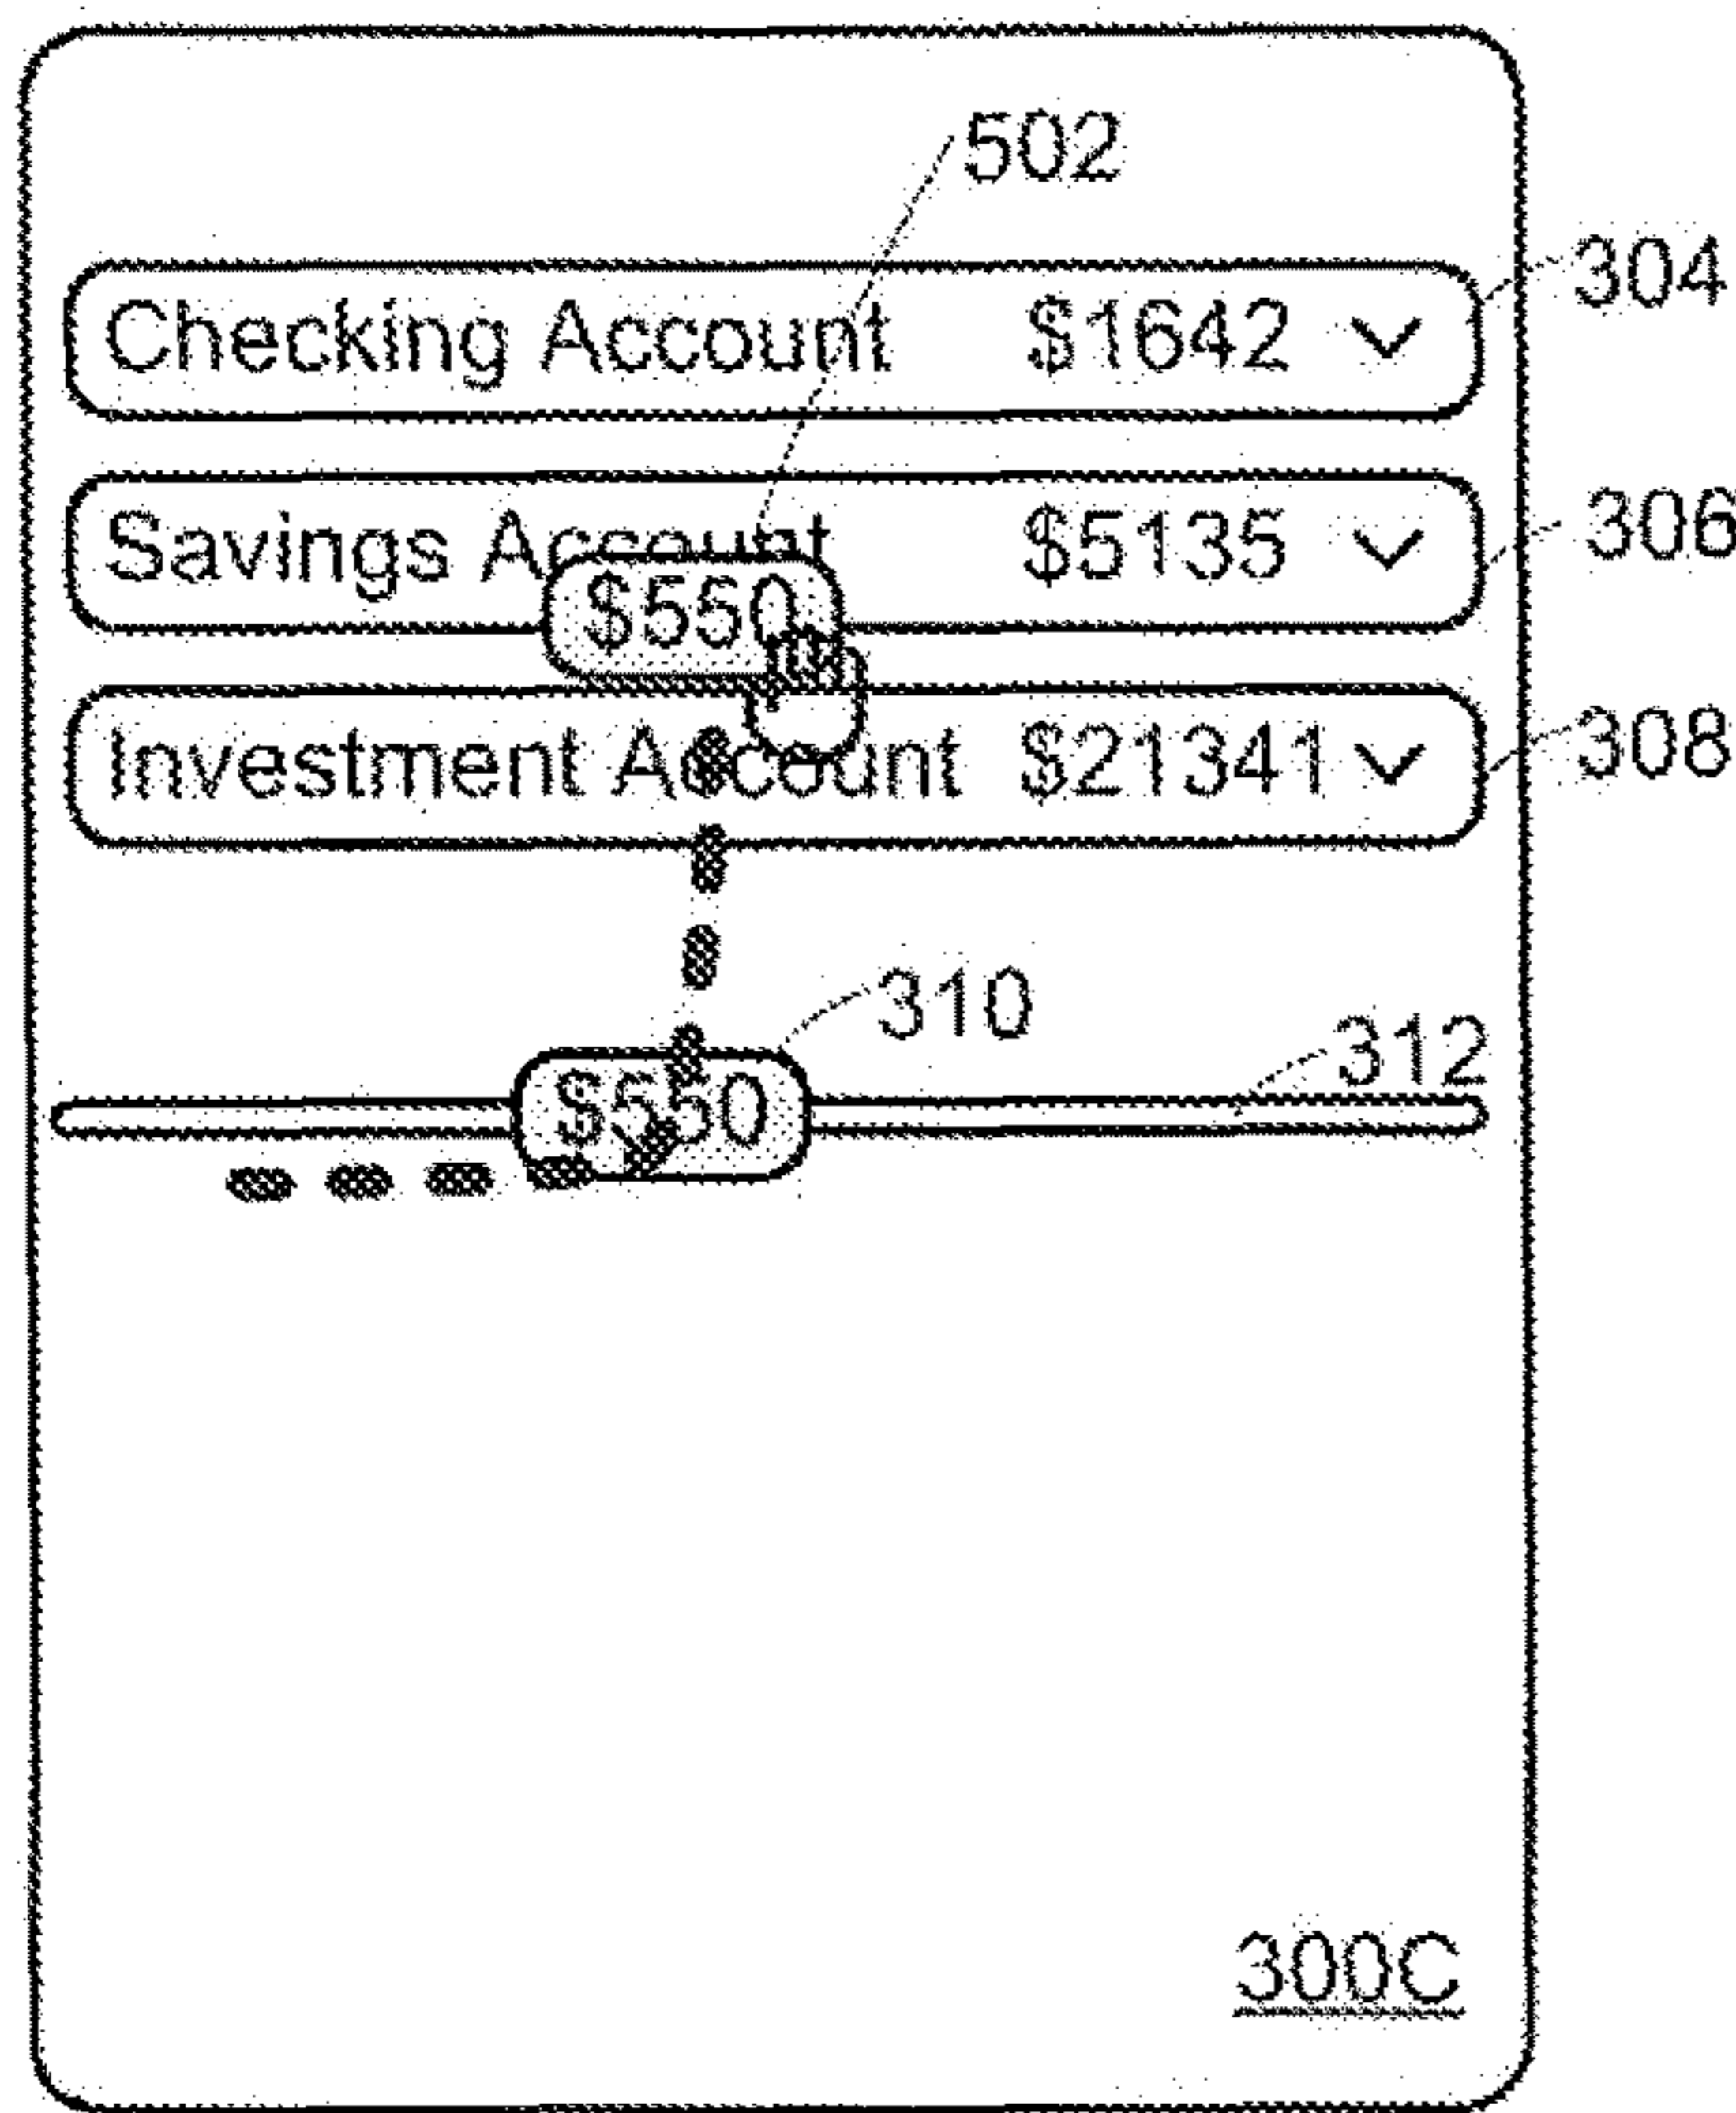 502
304
Checking Account $1642
306
Savings Account $5135
$550
308
Investment Account $21341
310
312
$550
300C